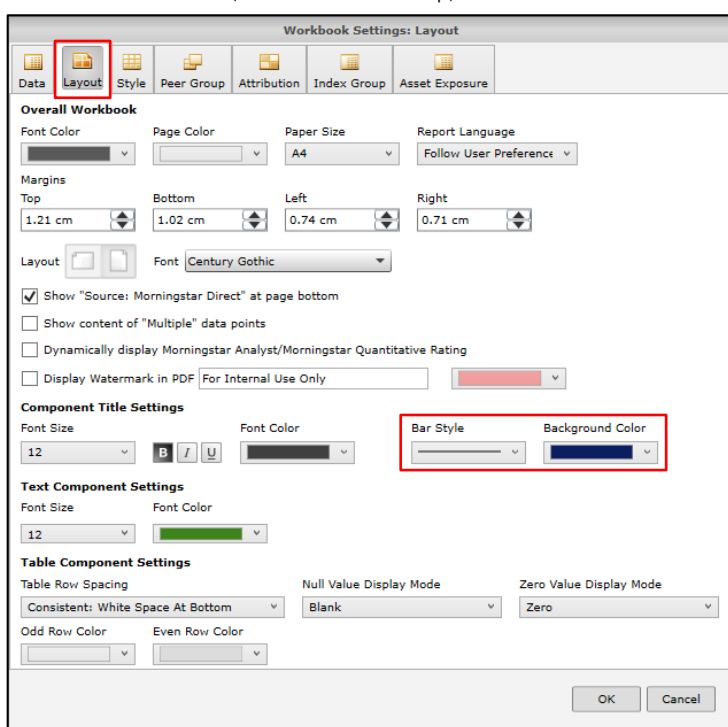 Workbook Settings: Layout
Data Layout Style Peer Group Attribution Index Group Asset Exposure
Overall Workbook
Font Color Page Color Paper Size Report Language
A4 Follow User Preference
Margins
Top Bottom Left Right
1.21 cm 1.02 cm 0.74 cm 0.71 cm
Layout Font Century Gothic
Show "Source: Morningstar Direct" at page bottom
Show content of "Multiple" data points
Dynamically display Morningstar Analyst/Morningstar Quantitative Rating
Display Watermark in PDF For Internal Use Only
Component Title Settings
Font Size Font Color Bar Style Background Color
12 B I U
Text Component Settings
Font Size Font Color
12
Table Component Settings
Table Row Spacing Null Value Display Mode Zero Value Display Mode
Consistent: White Space At Bottom Blank Zero
Odd Row Color Even Row Color
OK Cancel